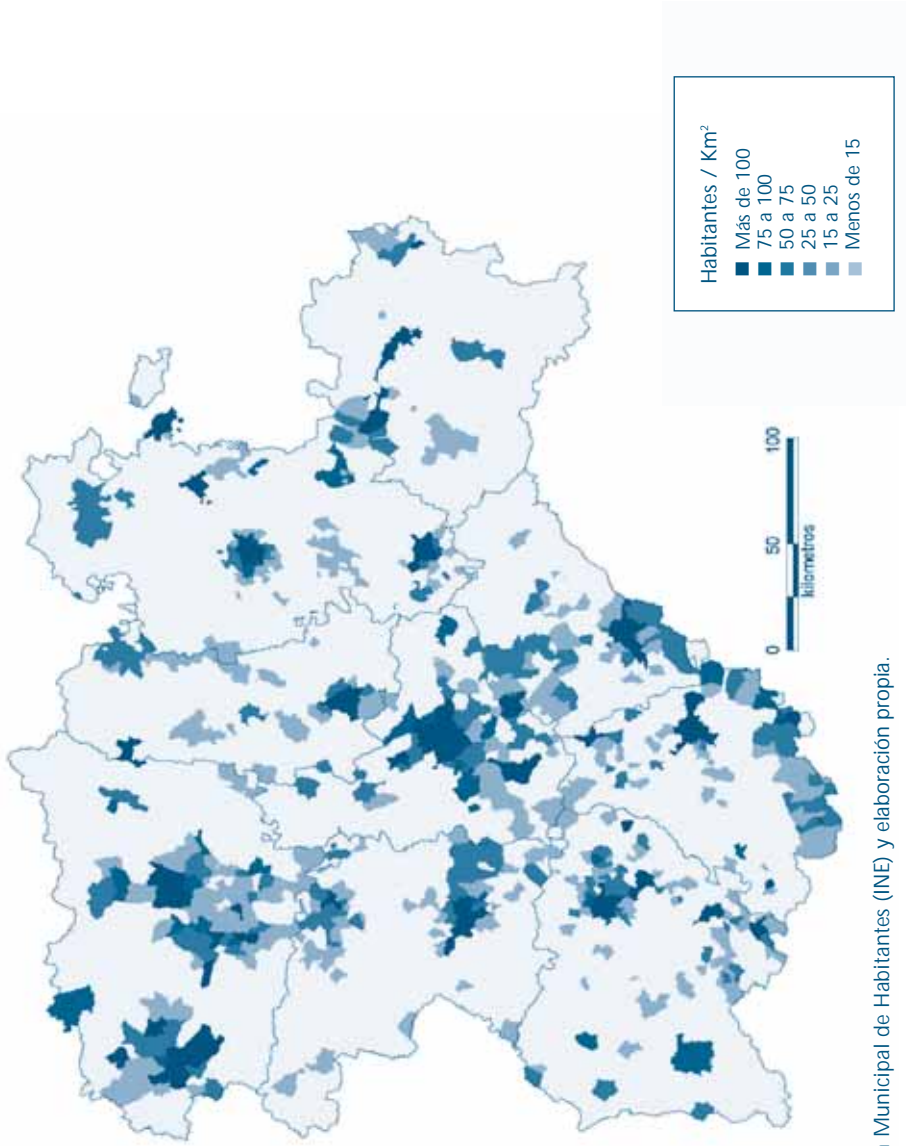 Habitantes / Km²
Más de 100
75 a 100
50 a 75
25 a 50
15 a 25
Menos de 15
0 50 100
kilometros
Municipal de Habitantes (INE) y elaboración propia.